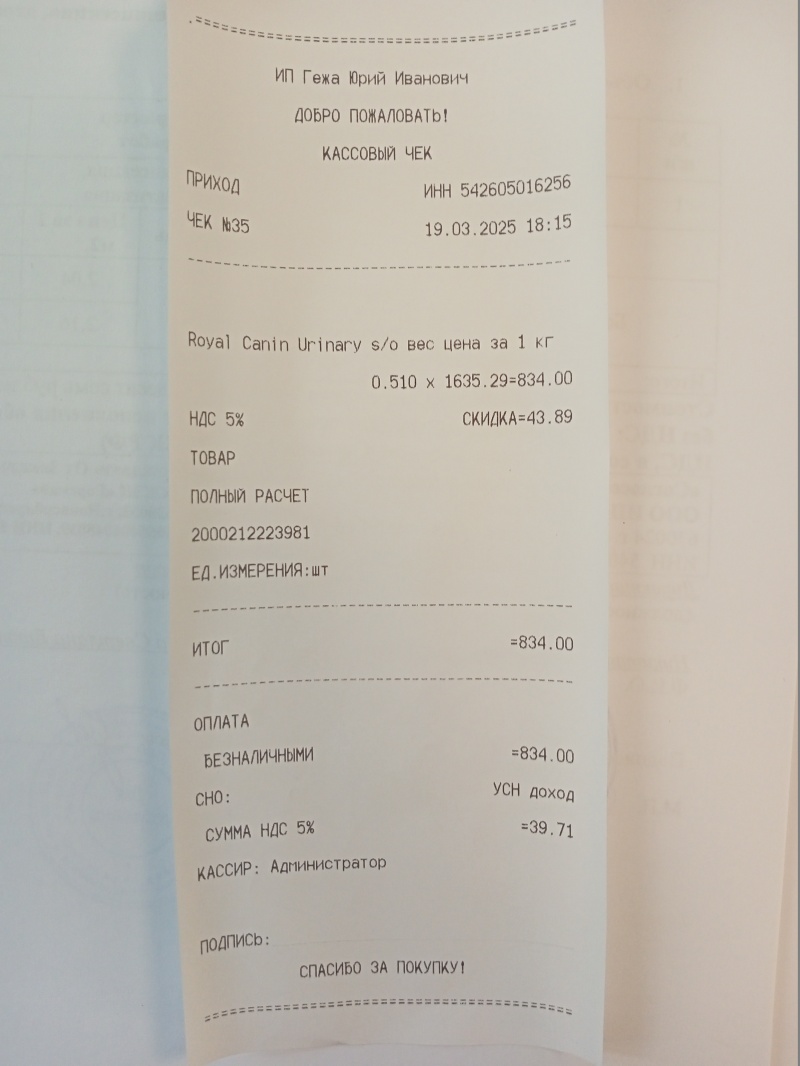 ИП Гежа Юрий Иванович
ДОБРО ПОЖАЛОВАТЬ!
КАССОВЫЙ ЧЕК
ПРИХОД ИНН 542605016256
ЧЕК №35 19.03.2025 18:15
Royal Canin Urinary s/o вес цена за 1 кг
0.510 x 1635.29=834.00
НДС 5% СКИДКА=43.89
ТОВАР
ПОЛНЫЙ РАСЧЕТ
2000212223981
ЕД.ИЗМЕРЕНИЯ:шт
ИТОГ =834.00
ОПЛАТА
БЕЗНАЛИЧНЫМИ =834.00
СНО: УСН доход
СУММА НДС 5% =39.71
КАССИР: Администратор
ПОДПИСЬ:
СПАСИБО ЗА ПОКУПКУ!